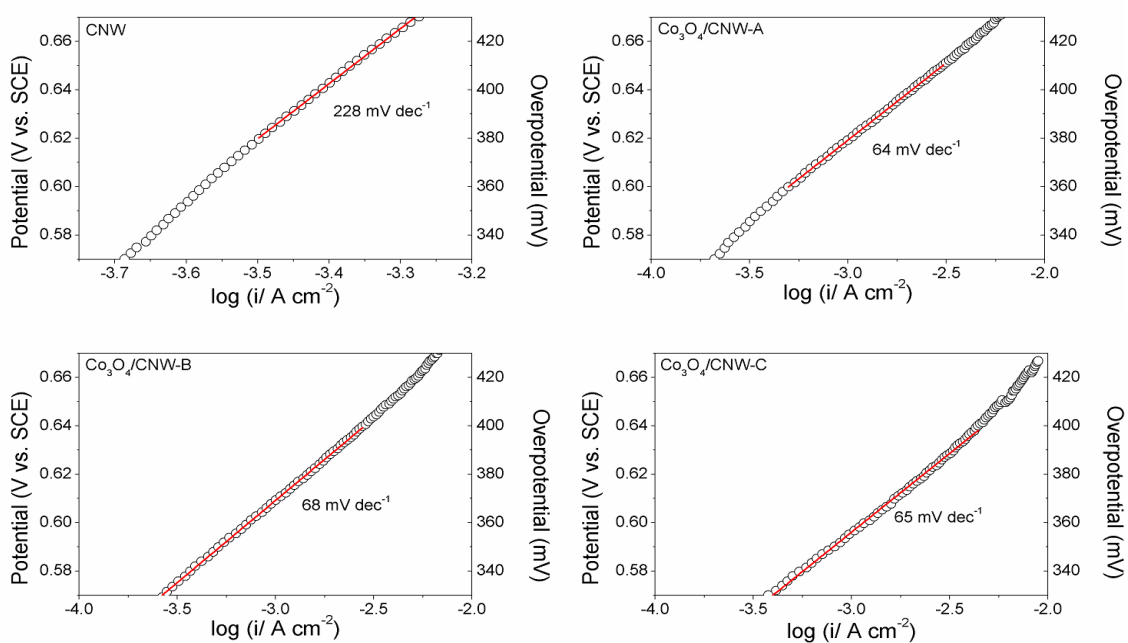 CNW
Potential (V vs. SCE)
0.66
0.64
0.62
0.60
0.58
228 mV dec⁻¹
420
400
380
360
340
Overpotential (mV)
-3.7 -3.6 -3.5 -3.4 -3.3 -3.2
log (i/ A cm⁻²)
Co₃O₄/CNW-A
Potential (V vs. SCE)
0.66
0.64
0.62
0.60
0.58
64 mV dec⁻¹
420
400
380
360
340
Overpotential (mV)
-4.0 -3.5 -3.0 -2.5 -2.0
log (i/ A cm⁻²)
Co₃O₄/CNW-B
Potential (V vs. SCE)
0.66
0.64
0.62
0.60
0.58
68 mV dec⁻¹
420
400
380
360
340
Overpotential (mV)
-4.0 -3.5 -3.0 -2.5 -2.0
log (i/ A cm⁻²)
Co₃O₄/CNW-C
Potential (V vs. SCE)
0.66
0.64
0.62
0.60
0.58
65 mV dec⁻¹
420
400
380
360
340
Overpotential (mV)
-4.0 -3.5 -3.0 -2.5 -2.0
log (i/ A cm⁻²)